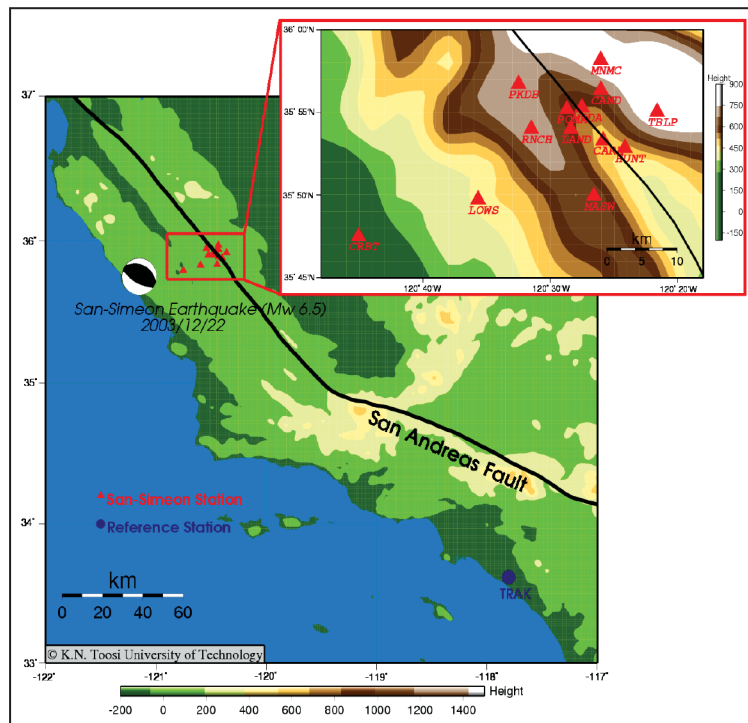 36° 00'N
35° 55'N
35° 50'N
35° 45'N
MNMC
PKDB
CAND
TBLP
RNCH
LAND
HUNT
LOWS
MASW
CRBT
0 5 10
120° 40'W
120° 30'W
120° 20'W
Height
900
750
600
450
300
150
0
-150
37°
36°
35°
34°
33°
San-Simeon Earthquake (Mw 6.5)
2003/12/22
San Andreas Fault
San-Simeon Station
Reference Station
TRAK
km
0 20 40 60
© K.N. Toosi University of Technology
-122° -121° -120° -119° -118° -117°
-200 0 200 400 600 800 1000 1200 1400
Height